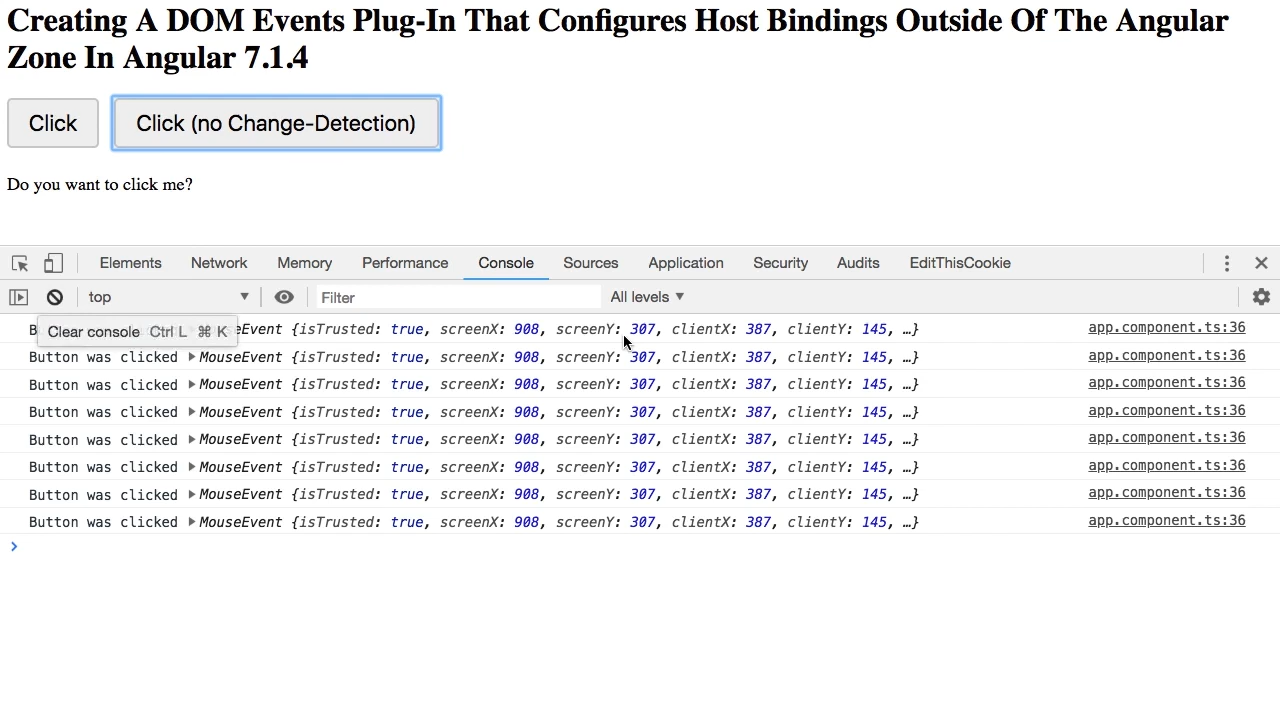 Creating A DOM Events Plug-In That Configures Host Bindings Outside Of The Angular
Zone In Angular 7.1.4
Click Click (no Change-Detection)
Do you want to click me?
Elements Network Memory Performance Console Sources Application Security Audits EditThisCookie
top Filter All levels
Clear console Ctrl L ⌘ K
MouseEvent {isTrusted: true, screenX: 908, screenY: 307, clientX: 387, clientY: 145, …} app.component.ts:36
Button was clicked MouseEvent {isTrusted: true, screenX: 908, screenY: 307, clientX: 387, clientY: 145, …} app.component.ts:36
Button was clicked MouseEvent {isTrusted: true, screenX: 908, screenY: 307, clientX: 387, clientY: 145, …} app.component.ts:36
Button was clicked MouseEvent {isTrusted: true, screenX: 908, screenY: 307, clientX: 387, clientY: 145, …} app.component.ts:36
Button was clicked MouseEvent {isTrusted: true, screenX: 908, screenY: 307, clientX: 387, clientY: 145, …} app.component.ts:36
Button was clicked MouseEvent {isTrusted: true, screenX: 908, screenY: 307, clientX: 387, clientY: 145, …} app.component.ts:36
Button was clicked MouseEvent {isTrusted: true, screenX: 908, screenY: 307, clientX: 387, clientY: 145, …} app.component.ts:36
Button was clicked MouseEvent {isTrusted: true, screenX: 908, screenY: 307, clientX: 387, clientY: 145, …} app.component.ts:36